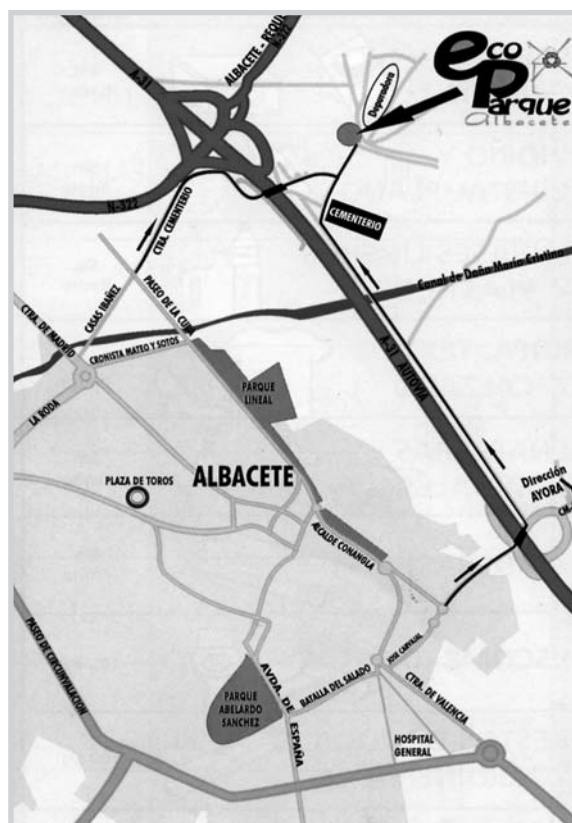 eco
Parque
albacete
Depuradora
ALBACETE - REQUE
N-322
A-31
N-322
CTRA. CEMENTERIO
CEMENTERIO
Canal de Doña María Cristina
PASEO DE LA CUBA
CASAS IBAÑEZ
CTRA. DE MADRID
CRONISTA MATEO Y SOTOS
LA RODA
PARQUE
LINEAL
A-31 AUTOVIA
ALBACETE
PLAZA DE TOROS
Dirección
AYORA
CM-
ALCALDE CONANGLA
JOSE CARVAJAL
PASEO DE CIRCUNVALACION
BATALLA DEL SALADO
CTRA. DE VALENCIA
PARQUE
ABELARDO
SANCHEZ
AVDA. DE
ESPAÑA
HOSPITAL
GENERAL